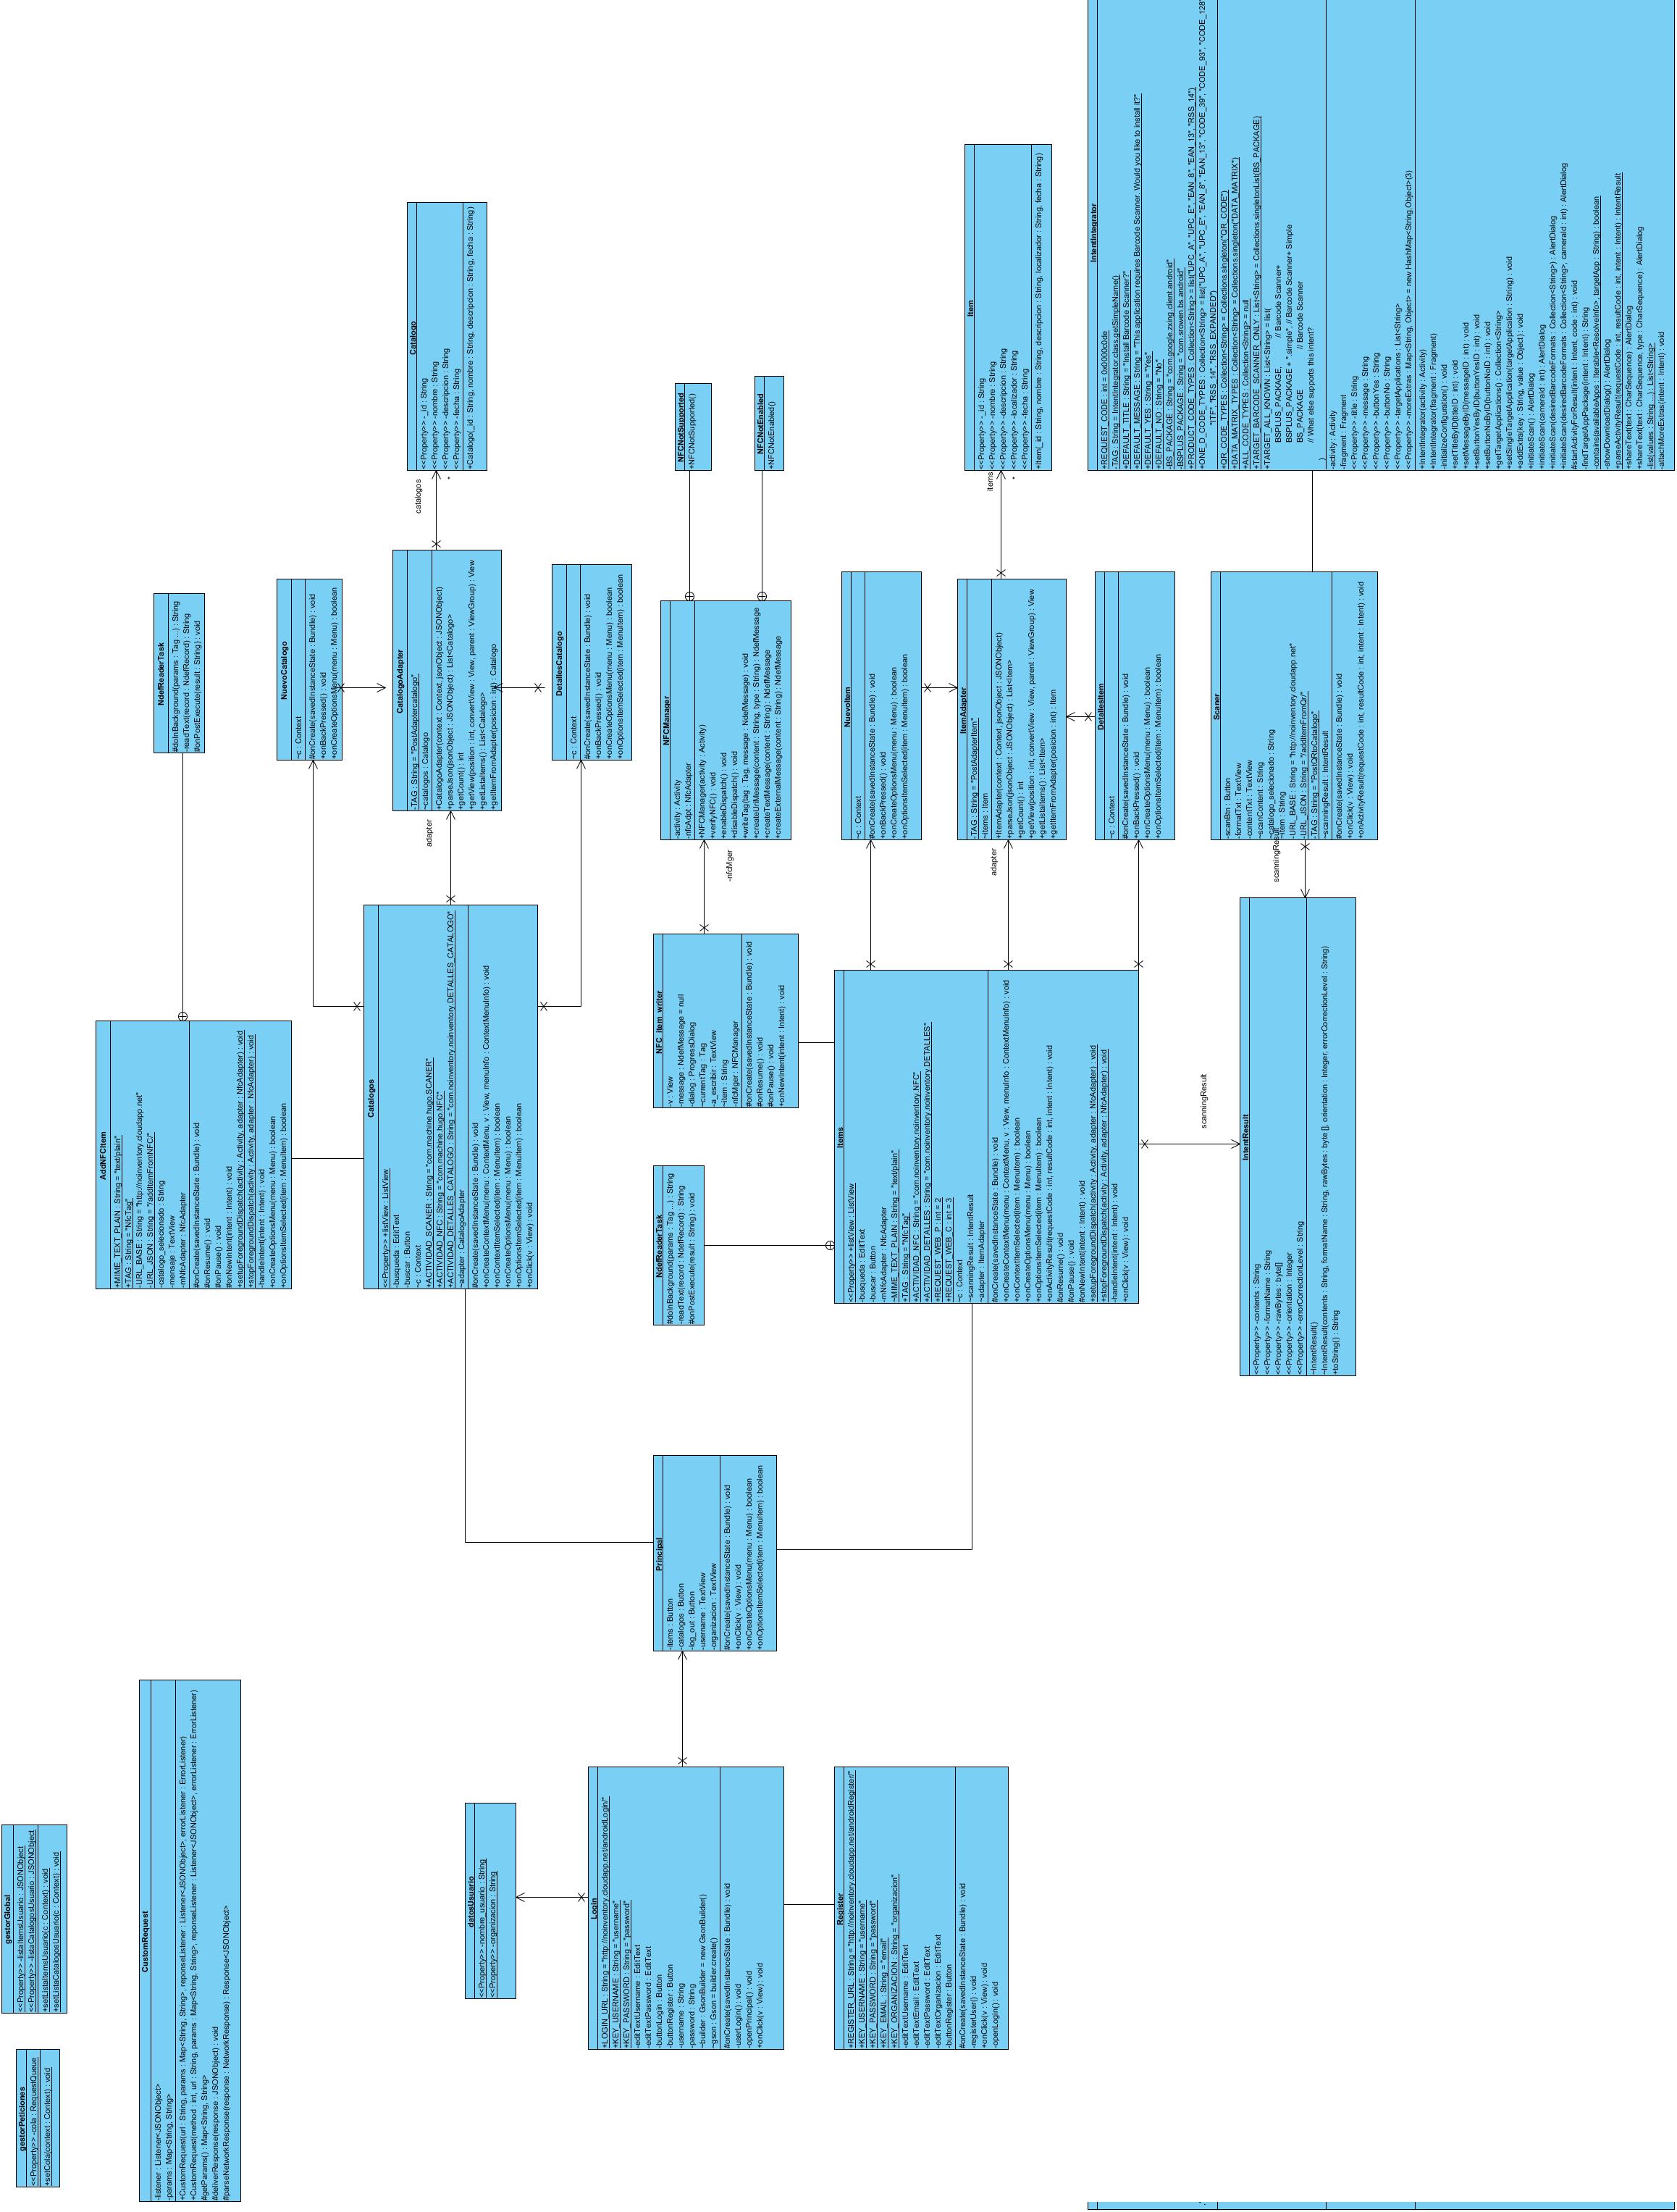 gestorPeticiones
<<Property>> -cola : RequestQueue
+setCola(context : Context) : void
gestorGlobal
<<Property>> -listaItemsUsuario : JSONObject
<<Property>> -listaCatalogosUsuario : JSONObject
+setListaItemsUsuario(c : Context) : void
+setListaCatalogosUsuario(c : Context) : void
CustomRequest
-listener : Listener<JSONObject>
-params : Map<String, String>
+CustomRequest(url : String, params : Map<String, String>, reponseListener : Listener<JSONObject>, errorListener : ErrorListener)
+CustomRequest(method : int, url : String, params : Map<String, String>, reponseListener : Listener<JSONObject>, errorListener : ErrorListener)
#getParams() : Map<String, String>
#deliverResponse(response : JSONObject) : void
#parseNetworkResponse(response : NetworkResponse) : Response<JSONObject>
datosUsuario
<<Property>> -nombre_usuario : String
<<Property>> -organizacion : String
Login
+LOGIN_URL : String = "http://noinventory.cloudapp.net/androidLogin/"
+KEY_USERNAME : String = "username"
+KEY_PASSWORD : String = "password"
-editTextUsername : EditText
-editTextPassword : EditText
-buttonLogin : Button
-buttonRegister : Button
-username : String
-password : String
~builder : GsonBuilder = new GsonBuilder()
~gson : Gson = builder.create()
#onCreate(savedInstanceState : Bundle) : void
-userLogin() : void
-openPrincipal() : void
+onClick(v : View) : void
Register
+REGISTER_URL : String = "http://noinventory.cloudapp.net/androidRegister/"
+KEY_USERNAME : String = "username"
+KEY_PASSWORD : String = "password"
+KEY_EMAIL : String = "email"
+KEY_ORGANIZACION : String = "organizacion"
-editTextUsername : EditText
-editTextEmail : EditText
-editTextPassword : EditText
-editTextOrganizacion : EditText
-buttonRegister : Button
#onCreate(savedInstanceState : Bundle) : void
-registerUser() : void
+onClick(v : View) : void
-openLogin() : void
Principal
-items : Button
-catalogos : Button
-log_out : Button
-username : TextView
-organizacion : TextView
#onCreate(savedInstanceState : Bundle) : void
+onClick(v : View) : void
+onCreateOptionsMenu(menu : Menu) : boolean
+onOptionsItemSelected(item : MenuItem) : boolean
AddNFCItem
+MIME_TEXT_PLAIN : String = "text/plain"
+TAG : String = "NfcTag"
-URL_BASE : String = "http://noinventory.cloudapp.net"
-URL_JSON : String = "/addItemFromNFC/"
-catalogo_selecionado : String
-mensaje : TextView
-mNfcAdapter : NfcAdapter
#onCreate(savedInstanceState : Bundle) : void
#onResume() : void
#onPause() : void
#onNewIntent(intent : Intent) : void
+setupForegroundDispatch(activity : Activity, adapter : NfcAdapter) : void
+stopForegroundDispatch(activity : Activity, adapter : NfcAdapter) : void
-handleIntent(intent : Intent) : void
+onCreateOptionsMenu(menu : Menu) : boolean
+onOptionsItemSelected(item : MenuItem) : boolean
NdefReaderTask
#doInBackground(params : Tag ...) : String
-readText(record : NdefRecord) : String
#onPostExecute(result : String) : void
Catalogos
<<Property>> +listView : ListView
-busqueda : EditText
-buscar : Button
~c : Context
+ACTIVIDAD_SCANER : String = "com.machine.hugo.SCANER"
+ACTIVIDAD_NFC : String = "com.machine.hugo.NFC"
+ACTIVIDAD_DETALLES_CATALOGO : String = "com.noinventory.noinventory.DETALLES_CATALOGO"
~adapter : CatalogoAdapter
#onCreate(savedInstanceState : Bundle) : void
+onCreateContextMenu(menu : ContextMenu, v : View, menuInfo : ContextMenuInfo) : void
+onContextItemSelected(item : MenuItem) : boolean
+onCreateOptionsMenu(menu : Menu) : boolean
+onOptionsItemSelected(item : MenuItem) : boolean
+onClick(v : View) : void
NuevoCatalogo
~c : Context
#onCreate(savedInstanceState : Bundle) : void
+onBackPressed() : void
+onCreateOptionsMenu(menu : Menu) : boolean
CatalogoAdapter
-TAG : String = "PostAdaptercatalogo"
~catalogos : Catalogo
+CatalogoAdapter(context : Context, jsonObject : JSONObject)
+parseJson(jsonObject : JSONObject) : List<Catalogo>
+getCount() : int
+getView(position : int, convertView : View, parent : ViewGroup) : View
+getListaItems() : List<Catalogo>
+getItemFromAdapter(posicion : int) : Catalogo
adapter
catalogos
*
Catalogo
<<Property>> -_id : String
<<Property>> -nombre : String
<<Property>> -descripcion : String
<<Property>> -fecha : String
+Catalogo(_id : String, nombre : String, descripcion : String, fecha : String)
DetallesCatalogo
~c : Context
#onCreate(savedInstanceState : Bundle) : void
+onBackPressed() : void
+onCreateOptionsMenu(menu : Menu) : boolean
+onOptionsItemSelected(item : MenuItem) : boolean
NFC_item_writer
-v : View
-message : NdefMessage = null
-dialog : ProgressDialog
~currentTag : Tag
-a_escribir : TextView
~item : String
-nfcMger : NFCManager
#onCreate(savedInstanceState : Bundle) : void
#onResume() : void
#onPause() : void
+onNewIntent(intent : Intent) : void
-nfcMger
NFCManager
-activity : Activity
-nfcAdpt : NfcAdapter
+NFCManager(activity : Activity)
+verifyNFC() : void
+enableDispatch() : void
+disableDispatch() : void
+writeTag(tag : Tag, message : NdefMessage) : void
+createUriMessage(content : String, type : String) : NdefMessage
+createTextMessage(content : String) : NdefMessage
+createExternalMessage(content : String) : NdefMessage
NFCNotSupported
+NFCNotSupported()
NFCNotEnabled
+NFCNotEnabled()
NdefReaderTask
#doInBackground(params : Tag ...) : String
-readText(record : NdefRecord) : String
#onPostExecute(result : String) : void
Items
<<Property>> +listView : ListView
-busqueda : EditText
-buscar : Button
-mNfcAdapter : NfcAdapter
~MIME_TEXT_PLAIN : String = "text/plain"
+TAG : String = "NfcTag"
+ACTIVIDAD_NFC : String = "com.noinventory.noinventory.NFC"
+ACTIVIDAD_DETALLES : String = "com.noinventory.noinventory.DETALLES"
+REQUEST_WEB_P : int = 2
+REQUEST_WEB_C : int = 3
~c : Context
~scanningResult : IntentResult
~adapter : ItemAdapter
#onCreate(savedInstanceState : Bundle) : void
+onCreateContextMenu(menu : ContextMenu, v : View, menuInfo : ContextMenuInfo) : void
+onContextItemSelected(item : MenuItem) : boolean
+onCreateOptionsMenu(menu : Menu) : boolean
+onOptionsItemSelected(item : MenuItem) : boolean
+onActivityResult(requestCode : int, resultCode : int, intent : Intent) : void
#onResume() : void
#onPause() : void
#onNewIntent(intent : Intent) : void
+setupForegroundDispatch(activity : Activity, adapter : NfcAdapter) : void
+stopForegroundDispatch(activity : Activity, adapter : NfcAdapter) : void
-handleIntent(intent : Intent) : void
+onClick(v : View) : void
NuevoItem
~c : Context
#onCreate(savedInstanceState : Bundle) : void
+onBackPressed() : void
+onCreateOptionsMenu(menu : Menu) : boolean
+onOptionsItemSelected(item : MenuItem) : boolean
ItemAdapter
-TAG : String = "PostAdapterItem"
~items : Item
+ItemAdapter(context : Context, jsonObject : JSONObject)
+parseJson(jsonObject : JSONObject) : List<Item>
+getCount() : int
+getView(position : int, convertView : View, parent : ViewGroup) : View
+getListaItems() : List<Item>
+getItemFromAdapter(posicion : int) : Item
adapter
items
*
Item
<<Property>> -_id : String
<<Property>> -nombre : String
<<Property>> -descripcion : String
<<Property>> -localizador : String
<<Property>> -fecha : String
+Item(_id : String, nombre : String, descripcion : String, localizador : String, fecha : String)
DetallesItem
~c : Context
#onCreate(savedInstanceState : Bundle) : void
+onBackPressed() : void
+onCreateOptionsMenu(menu : Menu) : boolean
+onOptionsItemSelected(item : MenuItem) : boolean
scanningResult
IntentResult
<<Property>> -contents : String
<<Property>> -formatName : String
<<Property>> -rawBytes : byte[]
<<Property>> -orientation : Integer
<<Property>> -errorCorrectionLevel : String
~IntentResult()
~IntentResult(contents : String, formatName : String, rawBytes : byte [], orientation : Integer, errorCorrectionLevel : String)
+toString() : String
scanningResult
Scaner
-scanBtn : Button
-formatTxt : TextView
-contentTxt : TextView
~scanContent : String
~catalogo_selecionado : String
~item : String
-URL_BASE : String = "http://noinventory.cloudapp.net"
-URL_JSON : String = "/addItemFromQr/"
-TAG : String = "PostQRtoCatalogo"
~scanningResult : IntentResult
#onCreate(savedInstanceState : Bundle) : void
+onClick(v : View) : void
+onActivityResult(requestCode : int, resultCode : int, intent : Intent) : void
IntentIntegrator
+REQUEST_CODE : int = 0x0000c0de
-TAG : String = IntentIntegrator.class.getSimpleName()
+DEFAULT_TITLE : String = "Install Barcode Scanner?"
+DEFAULT_MESSAGE : String = "This application requires Barcode Scanner. Would you like to install it?"
+DEFAULT_YES : String = "Yes"
+DEFAULT_NO : String = "No"
-BS_PACKAGE : String = "com.google.zxing.client.android"
-BSPLUS_PACKAGE : String = "com.srowen.bs.android"
+PRODUCT_CODE_TYPES : Collection<String> = list("UPC_A", "UPC_E", "EAN_8", "EAN_13", "RSS_14")
+ONE_D_CODE_TYPES : Collection<String> = list("UPC_A", "UPC_E", "EAN_8", "EAN_13", "CODE_39", "CODE_93", "CODE_128"
"ITF", "RSS_14", "RSS_EXPANDED")
+QR_CODE_TYPES : Collection<String> = Collections.singleton("QR_CODE")
+DATA_MATRIX_TYPES : Collection<String> = Collections.singleton("DATA_MATRIX")
+ALL_CODE_TYPES : Collection<String> = null
+TARGET_BARCODE_SCANNER_ONLY : List<String> = Collections.singletonList(BS_PACKAGE)
+TARGET_ALL_KNOWN : List<String> = list(
BSPLUS_PACKAGE, // Barcode Scanner+
BSPLUS_PACKAGE + ".simple", // Barcode Scanner+ Simple
BS_PACKAGE // Barcode Scanner
// What else supports this intent?
)
-activity : Activity
-fragment : Fragment
<<Property>> -title : String
<<Property>> -message : String
<<Property>> -buttonYes : String
<<Property>> -buttonNo : String
<<Property>> -targetApplications : List<String>
<<Property>> -moreExtras : Map<String, Object> = new HashMap<String,Object>(3)
+IntentIntegrator(activity : Activity)
+IntentIntegrator(fragment : Fragment)
-initializeConfiguration() : void
+setTitleByID(titleID : int) : void
+setMessageByID(messageID : int) : void
+setButtonYesByID(buttonYesID : int) : void
+setButtonNoByID(buttonNoID : int) : void
+getTargetApplications() : Collection<String>
+setSingleTargetApplication(targetApplication : String) : void
+addExtra(key : String, value : Object) : void
+initiateScan() : AlertDialog
+initiateScan(cameraId : int) : AlertDialog
+initiateScan(desiredBarcodeFormats : Collection<String>) : AlertDialog
+initiateScan(desiredBarcodeFormats : Collection<String>, cameraId : int) : AlertDialog
#startActivityForResult(intent : Intent, code : int) : void
-findTargetAppPackage(intent : Intent) : String
-contains(availableApps : Iterable<ResolveInfo>, targetApp : String) : boolean
-showDownloadDialog() : AlertDialog
+parseActivityResult(requestCode : int, resultCode : int, intent : Intent) : IntentResult
+shareText(text : CharSequence) : AlertDialog
+shareText(text : CharSequence, type : CharSequence) : AlertDialog
-list(values : String ...) : List<String>
-attachMoreExtras(intent : Intent) : void